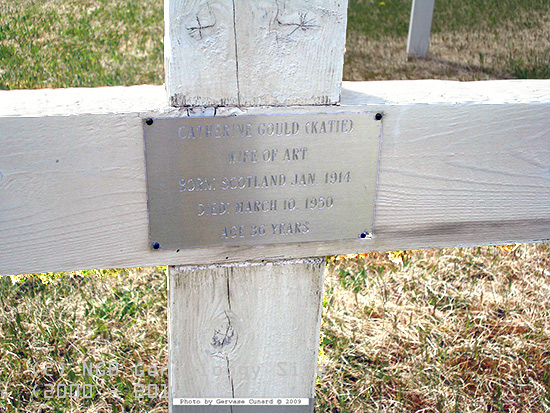 CATHERINE GOULD (KATIE)
WIFE OF ART
BORN: SCOTLAND JAN. 1914
DIED: MARCH 10, 1950
AGE 36 YEARS
Photo by Gervase Cunard © 2009